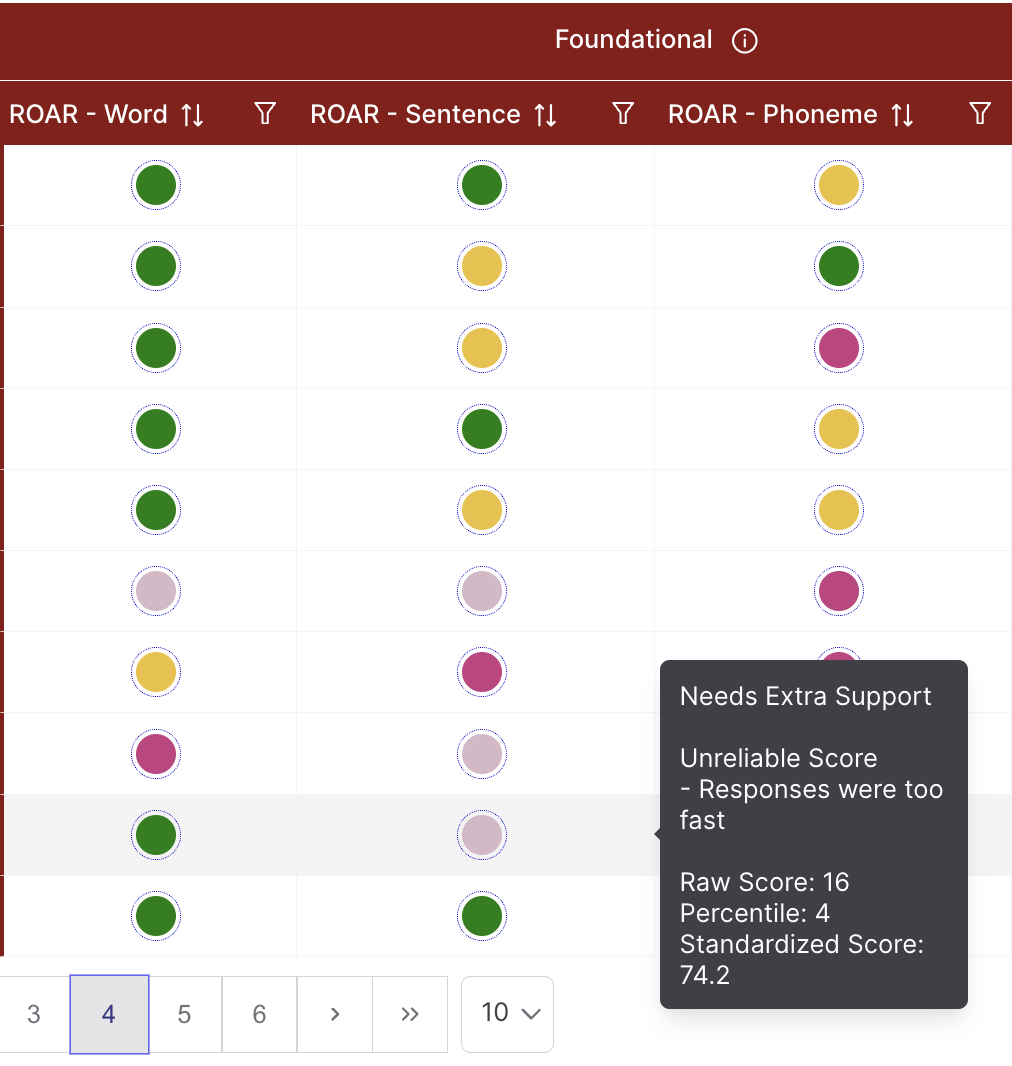 Foundational
ROAR - Word
ROAR - Sentence
ROAR - Phoneme
Needs Extra Support
Unreliable Score
- Responses were too
fast
Raw Score: 16
Percentile: 4
Standardized Score:
74.2
3 4 5 6 › »
10